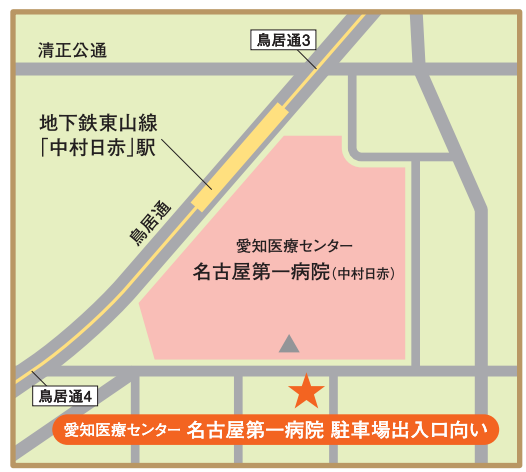 鳥居通3
清正公通
地下鉄東山線
「中村日赤」駅
鳥居通
愛知医療センター
名古屋第一病院(中村日赤)
鳥居通4
愛知医療センター 名古屋第一病院 駐車場出入口向い